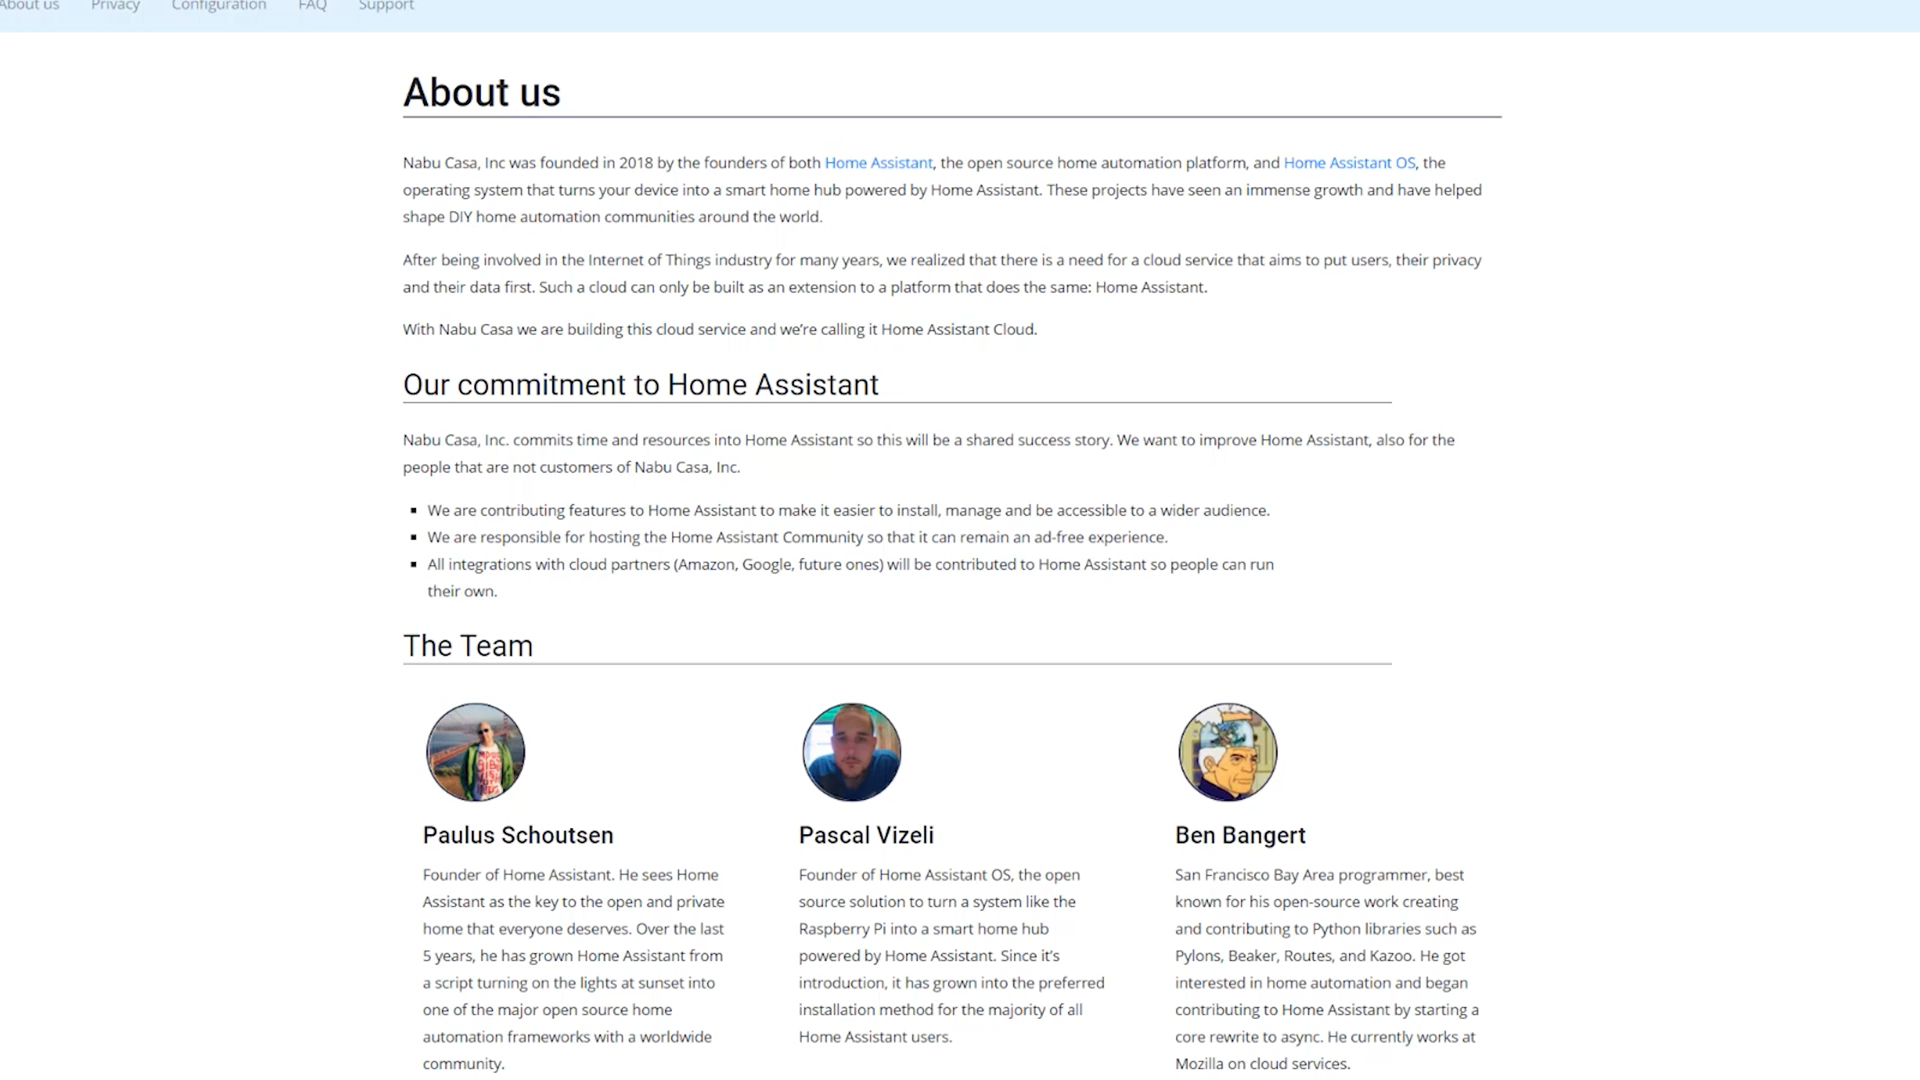 About us Privacy Configuration FAQ Support
About us
Nabu Casa, Inc was founded in 2018 by the founders of both Home Assistant, the open source home automation platform, and Home Assistant OS, the
operating system that turns your device into a smart home hub powered by Home Assistant. These projects have seen an immense growth and have helped
shape DIY home automation communities around the world.
After being involved in the Internet of Things industry for many years, we realized that there is a need for a cloud service that aims to put users, their privacy
and their data first. Such a cloud can only be built as an extension to a platform that does the same: Home Assistant.
With Nabu Casa we are building this cloud service and we’re calling it Home Assistant Cloud.
Our commitment to Home Assistant
Nabu Casa, Inc. commits time and resources into Home Assistant so this will be a shared success story. We want to improve Home Assistant, also for the
people that are not customers of Nabu Casa, Inc.
We are contributing features to Home Assistant to make it easier to install, manage and be accessible to a wider audience.
We are responsible for hosting the Home Assistant Community so that it can remain an ad-free experience.
All integrations with cloud partners (Amazon, Google, future ones) will be contributed to Home Assistant so people can run
their own.
The Team
Paulus Schoutsen
Founder of Home Assistant. He sees Home
Assistant as the key to the open and private
home that everyone deserves. Over the last
5 years, he has grown Home Assistant from
a script turning on the lights at sunset into
one of the major open source home
automation frameworks with a worldwide
community.
Pascal Vizeli
Founder of Home Assistant OS, the open
source solution to turn a system like the
Raspberry Pi into a smart home hub
powered by Home Assistant. Since it’s
introduction, it has grown into the preferred
installation method for the majority of all
Home Assistant users.
Ben Bangert
San Francisco Bay Area programmer, best
known for his open-source work creating
and contributing to Python libraries such as
Pylons, Beaker, Routes, and Kazoo. He got
interested in home automation and began
contributing to Home Assistant by starting a
core rewrite to async. He currently works at
Mozilla on cloud services.